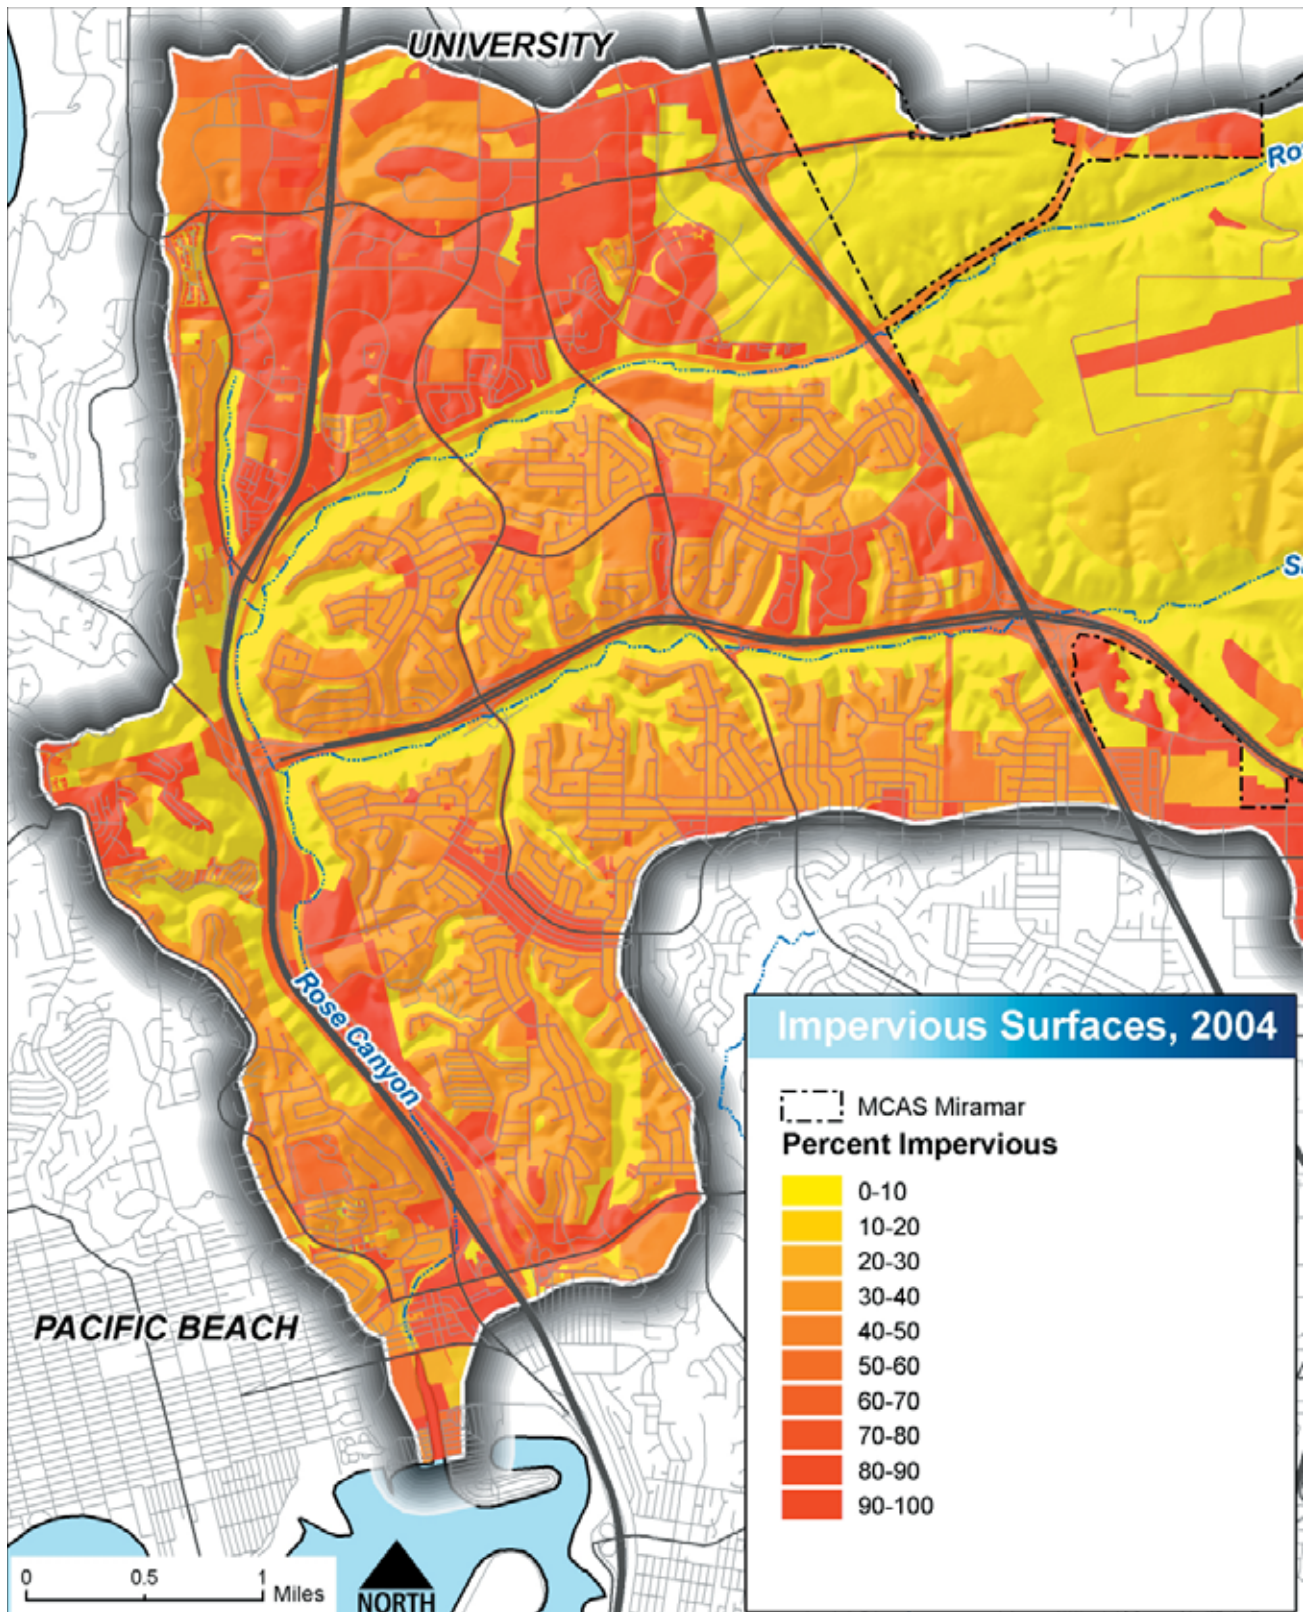 UNIVERSITY
Rose Canyon
Impervious Surfaces, 2004
MCAS Miramar
Percent Impervious
0-10
10-20
20-30
30-40
40-50
50-60
60-70
70-80
80-90
90-100
PACIFIC BEACH
0 0.5 1 Miles
NORTH